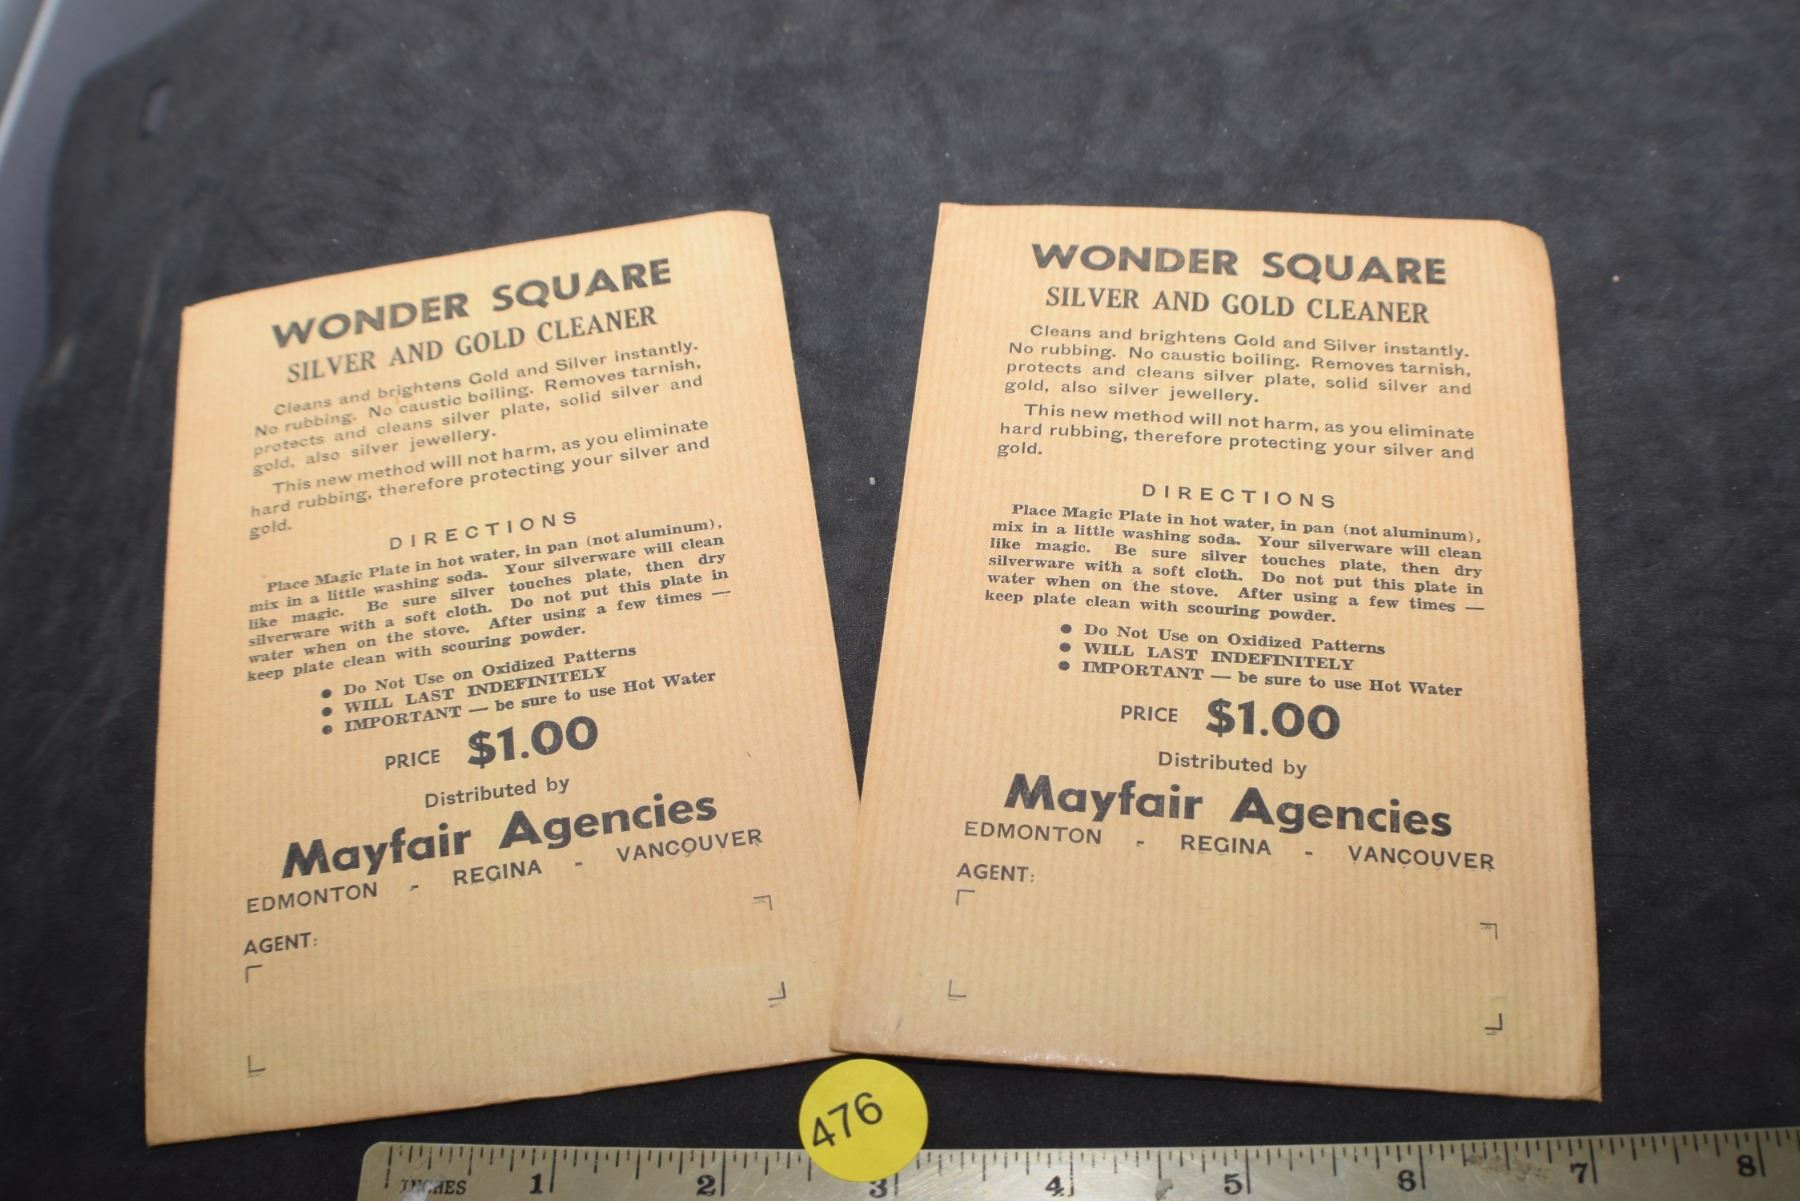 WONDER SQUARE
SILVER AND GOLD CLEANER
Cleans and brightens Gold and Silver instantly.
No rubbing. No caustic boiling. Removes tarnish,
protects and cleans silver plate, solid silver and
gold, also silver jewellery.
This new method will not harm, as you eliminate
hard rubbing, therefore protecting your silver and
gold.
DIRECTIONS
Place Magic Plate in hot water, in pan (not aluminum),
mix in a little washing soda. Your silverware will clean
like magic. Be sure silver touches plate, then dry
silverware with a soft cloth. Do not put this plate in
water when on the stove. After using a few times —
keep plate clean with scouring powder.
● Do Not Use on Oxidized Patterns
● WILL LAST INDEFINITELY
● IMPORTANT — be sure to use Hot Water
PRICE $1.00
Distributed by
Mayfair Agencies
EDMONTON - REGINA - VANCOUVER
AGENT:
WONDER SQUARE
SILVER AND GOLD CLEANER
Cleans and brightens Gold and Silver instantly.
No rubbing. No caustic boiling. Removes tarnish,
protects and cleans silver plate, solid silver and
gold, also silver jewellery.
This new method will not harm, as you eliminate
hard rubbing, therefore protecting your silver and
gold.
DIRECTIONS
Place Magic Plate in hot water, in pan (not aluminum),
mix in a little washing soda. Your silverware will clean
like magic. Be sure silver touches plate, then dry
silverware with a soft cloth. Do not put this plate in
water when on the stove. After using a few times —
keep plate clean with scouring powder.
● Do Not Use on Oxidized Patterns
● WILL LAST INDEFINITELY
● IMPORTANT — be sure to use Hot Water
PRICE $1.00
Distributed by
Mayfair Agencies
EDMONTON - REGINA - VANCOUVER
AGENT:
476
INCHES 1 2 3 4 5 6 7 8